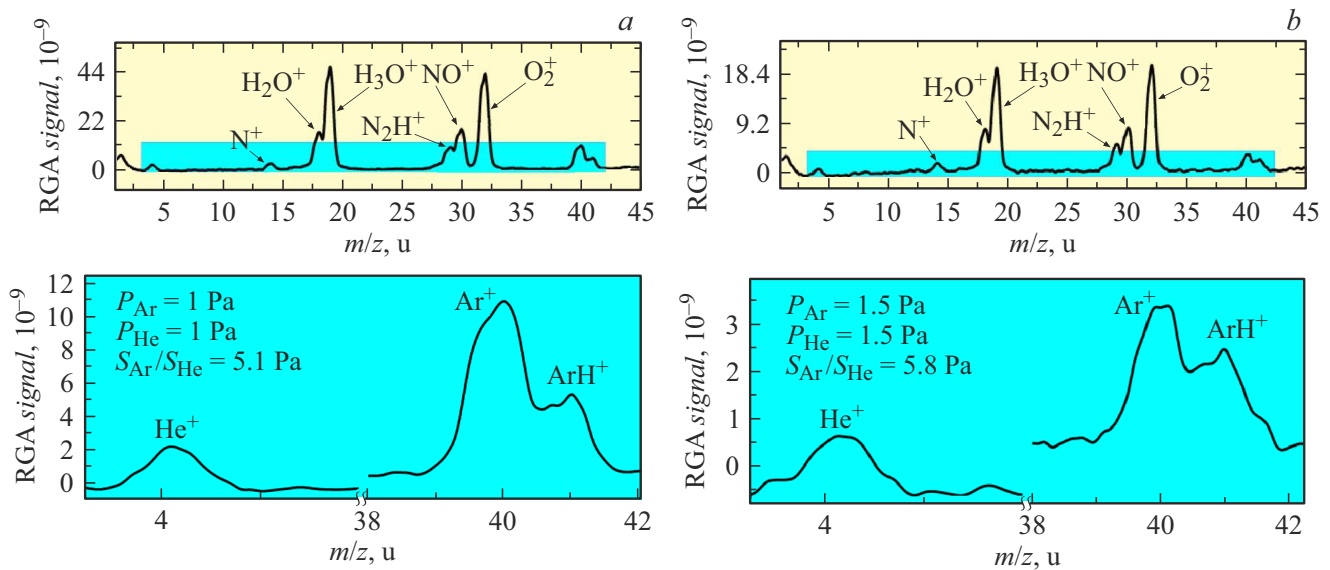 a
RGA signal, 10⁻⁹
44
22
0
N⁺
H₂O⁺
H₃O⁺
NO⁺
N₂H⁺
O₂⁺
5 10 15 20 25 30 35 40 45
m/z, u
b
RGA signal, 10⁻⁹
18.4
9.2
0
N⁺
H₂O⁺
H₃O⁺
NO⁺
N₂H⁺
O₂⁺
5 10 15 20 25 30 35 40 45
m/z, u
RGA signal, 10⁻⁹
12
10
8
6
4
2
0
P_Ar = 1 Pa
P_He = 1 Pa
S_Ar/S_He = 5.1 Pa
He⁺
Ar⁺
ArH⁺
4 38 40 42
m/z, u
RGA signal, 10⁻⁹
3
2
1
0
P_Ar = 1.5 Pa
P_He = 1.5 Pa
S_Ar/S_He = 5.8 Pa
He⁺
Ar⁺
ArH⁺
4 38 40 42
m/z, u